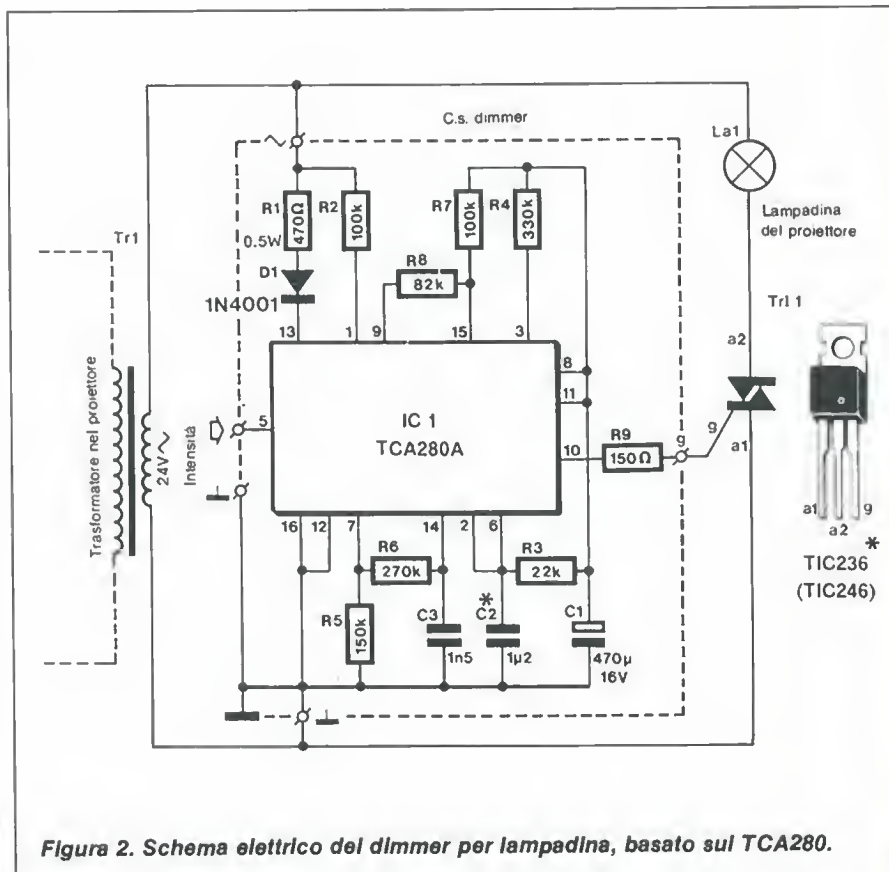 C.s. dimmer
La1
Lampadina
del proiettore
Tr1
R1
470Ω
0.5W
R2
100k
R7
100k
R4
330k
D1
1N4001
R8
82k
13
1
9
15
3
TrI 1
a2
g
a1
Trasformatore nel proiettore
24V~
Intensità
5
IC 1
TCA280A
8
11
10
R9
150Ω
g
a1
a2
g
*
TIC236
(TIC246)
16
12
7
14
2
6
R6
270k
R3
22k
R5
150k
C3
1n5
*
C2
1µ2
C1
470µ
16V
Figura 2. Schema elettrico del dimmer per lampadina, basato sul TCA280.